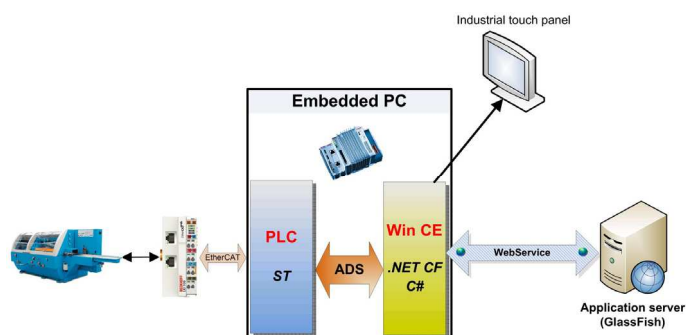 Industrial touch panel
Embedded PC
PLC
ST
EtherCAT
ADS
Win CE
.NET CF
C#
WebService
Application server
(GlassFish)